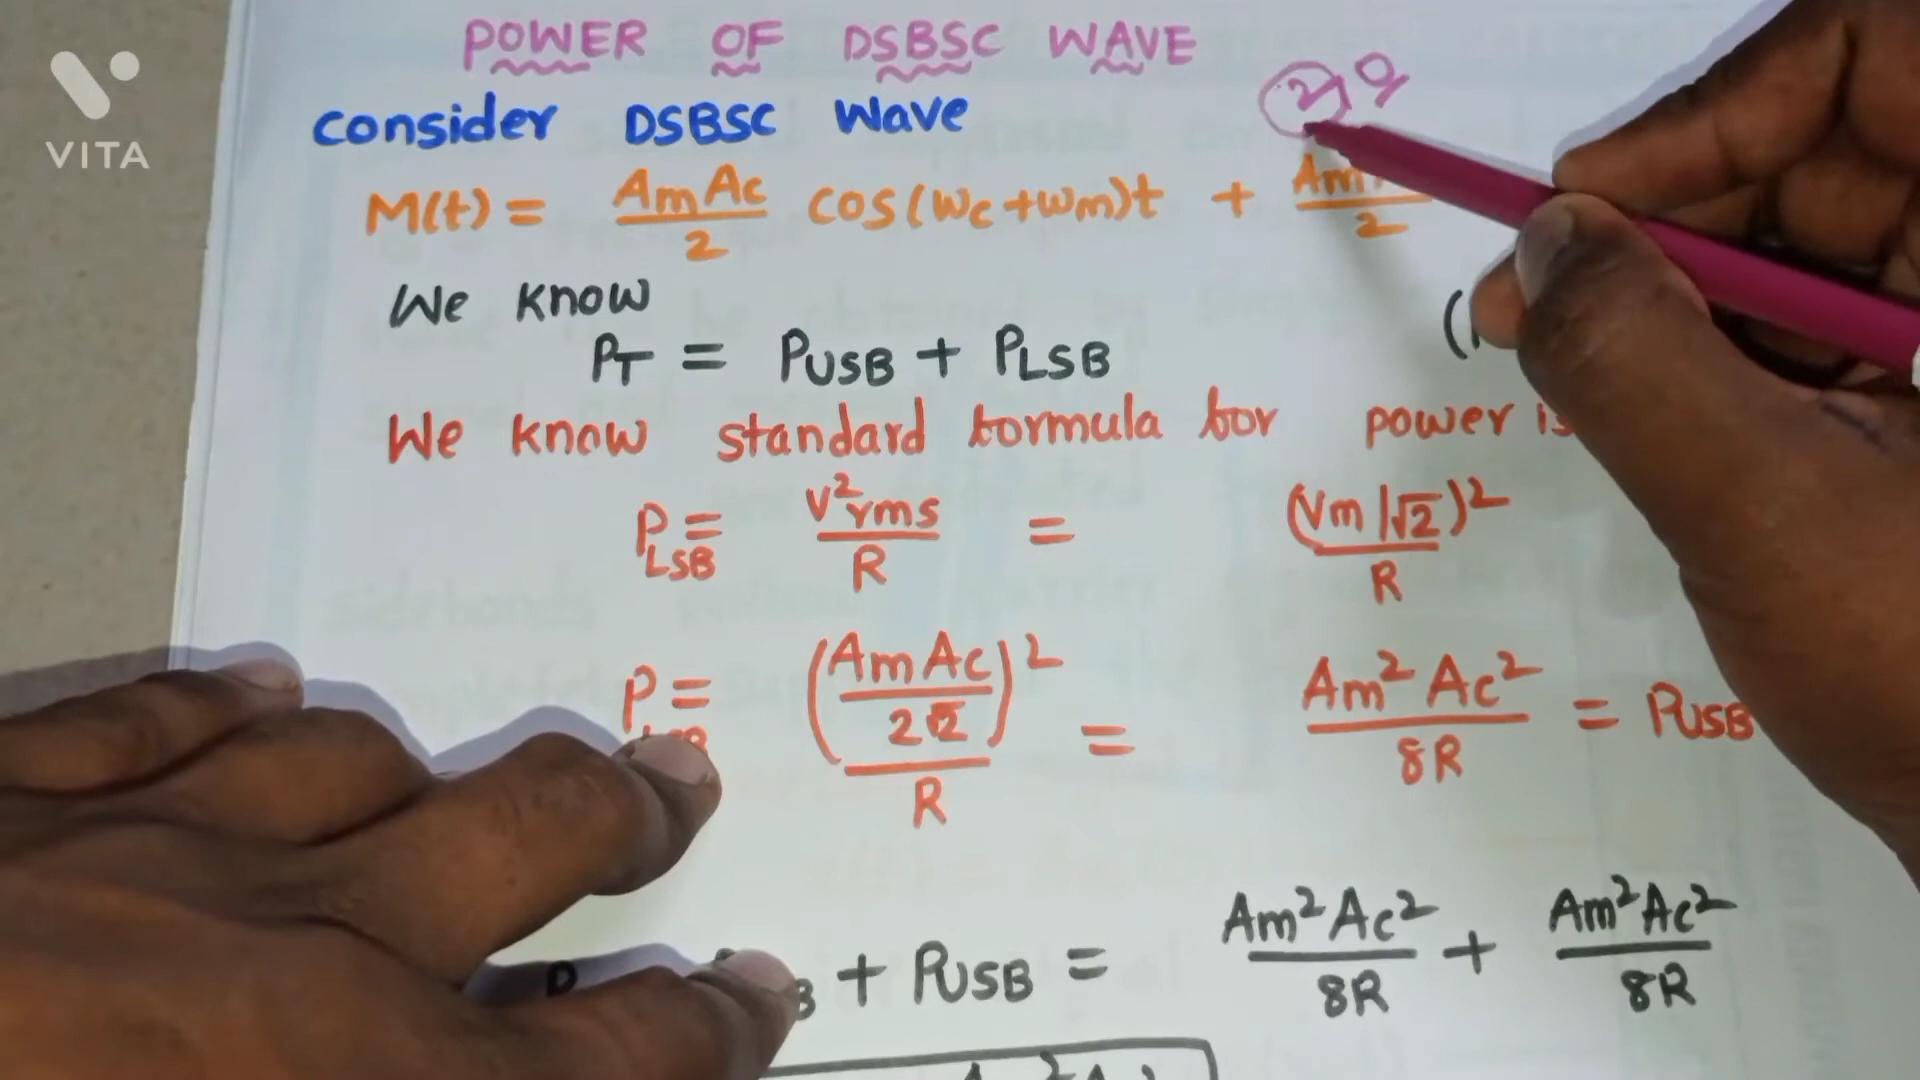 VITA
POWER OF DSBSC WAVE
Consider DSBSC Wave
M(t) = AmAc/2 cos(wc+wm)t + Am/2
We know
PT = PUSB + PLSB
We know standard formula for power is
PLSB = V²rms/R = (Vm/√2)²/R
P = (AmAc/2√2)²/R = Am²Ac²/8R = PUSB
+ PUSB = Am²Ac²/8R + Am²Ac²/8R